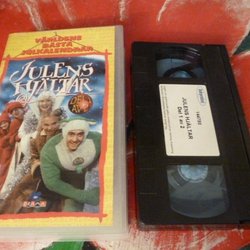 VÄRLDENS
BÄSTA
JULKALENDRAR
JULENS
HJÄLTAR
JULENS HJÄLTAR
Del 1 av 2